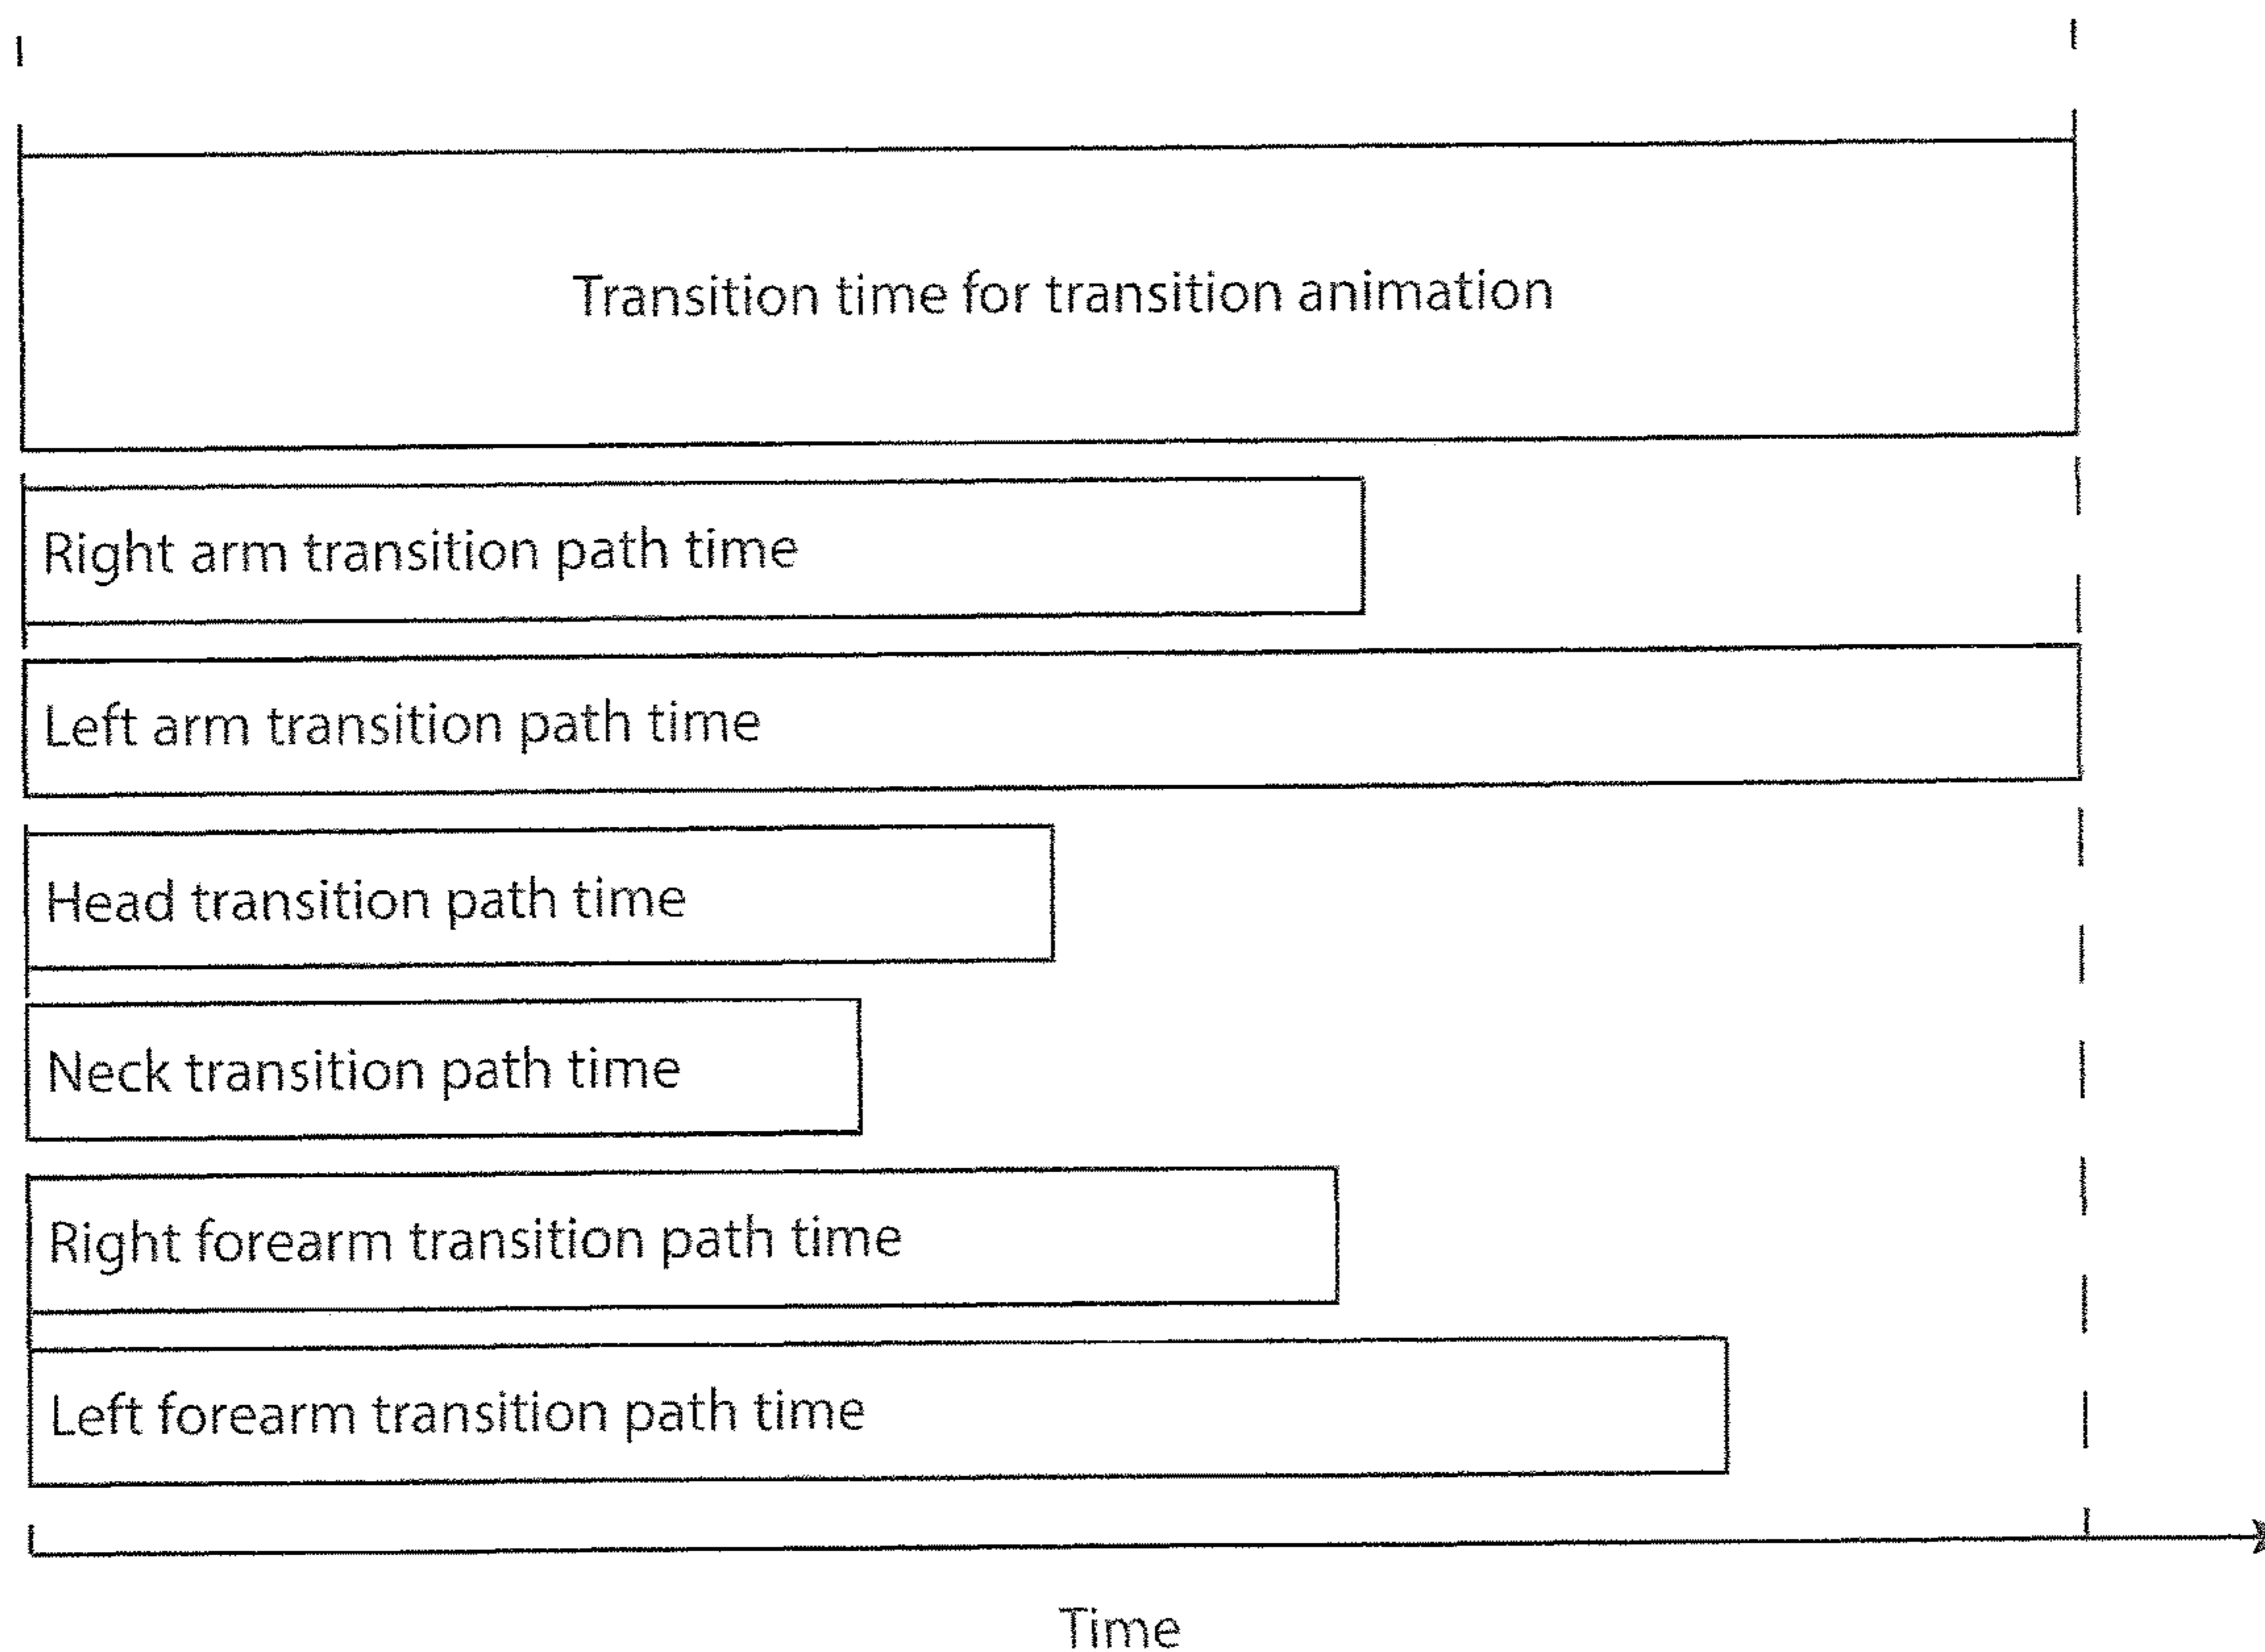 Transition time for transition animation
Right arm transition path time
Left arm transition path time
Head transition path time
Neck transition path time
Right forearm transition path time
Left forearm transition path time
Time